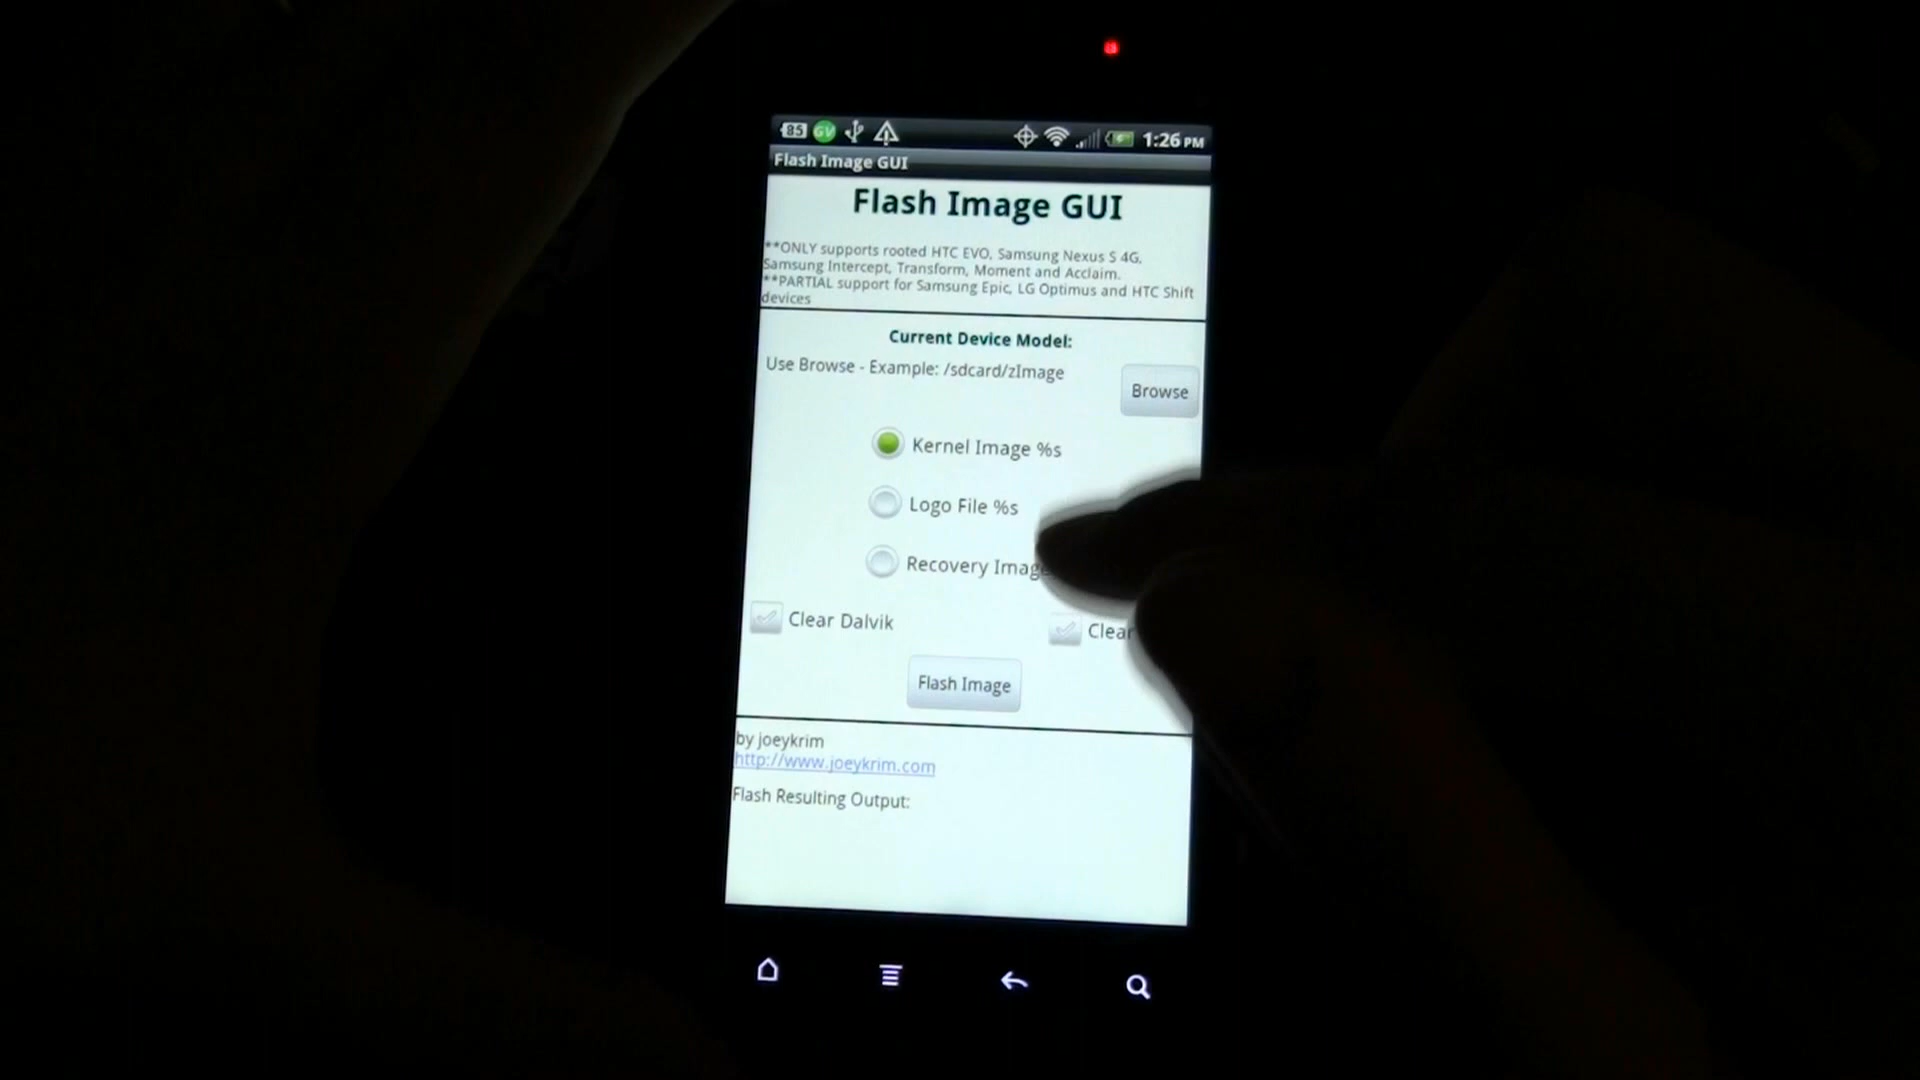 85 GV 1:26 PM
Flash Image GUI
Flash Image GUI
**ONLY supports rooted HTC EVO, Samsung Nexus S 4G,
Samsung Intercept, Transform, Moment and Acclaim.
**PARTIAL support for Samsung Epic, LG Optimus and HTC Shift
devices
Current Device Model:
Use Browse - Example: /sdcard/zImage
Browse
Kernel Image %s
Logo File %s
Recovery Image
Clear Dalvik
Clear
Flash Image
by joeykrim
http://www.joeykrim.com
Flash Resulting Output: